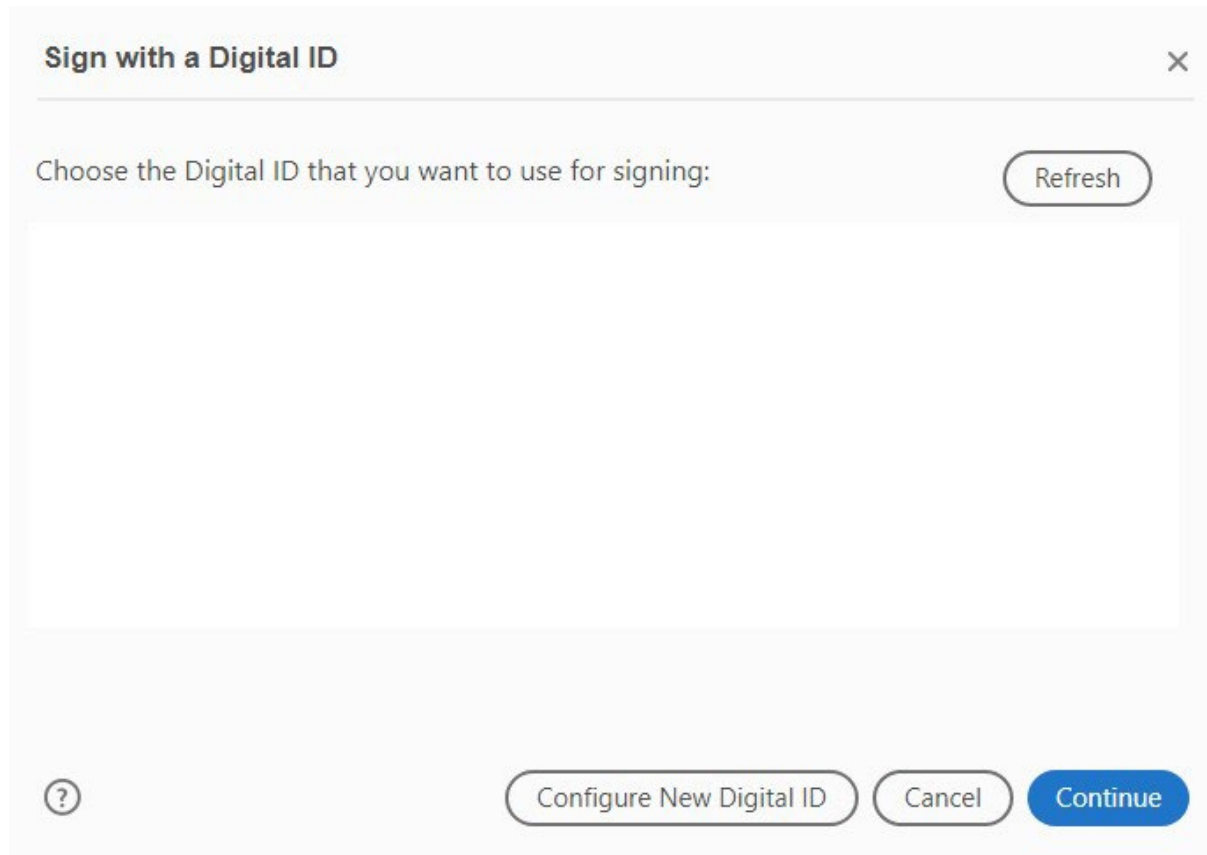 Sign with a Digital ID
Choose the Digital ID that you want to use for signing:
Refresh
?
Configure New Digital ID
Cancel
Continue